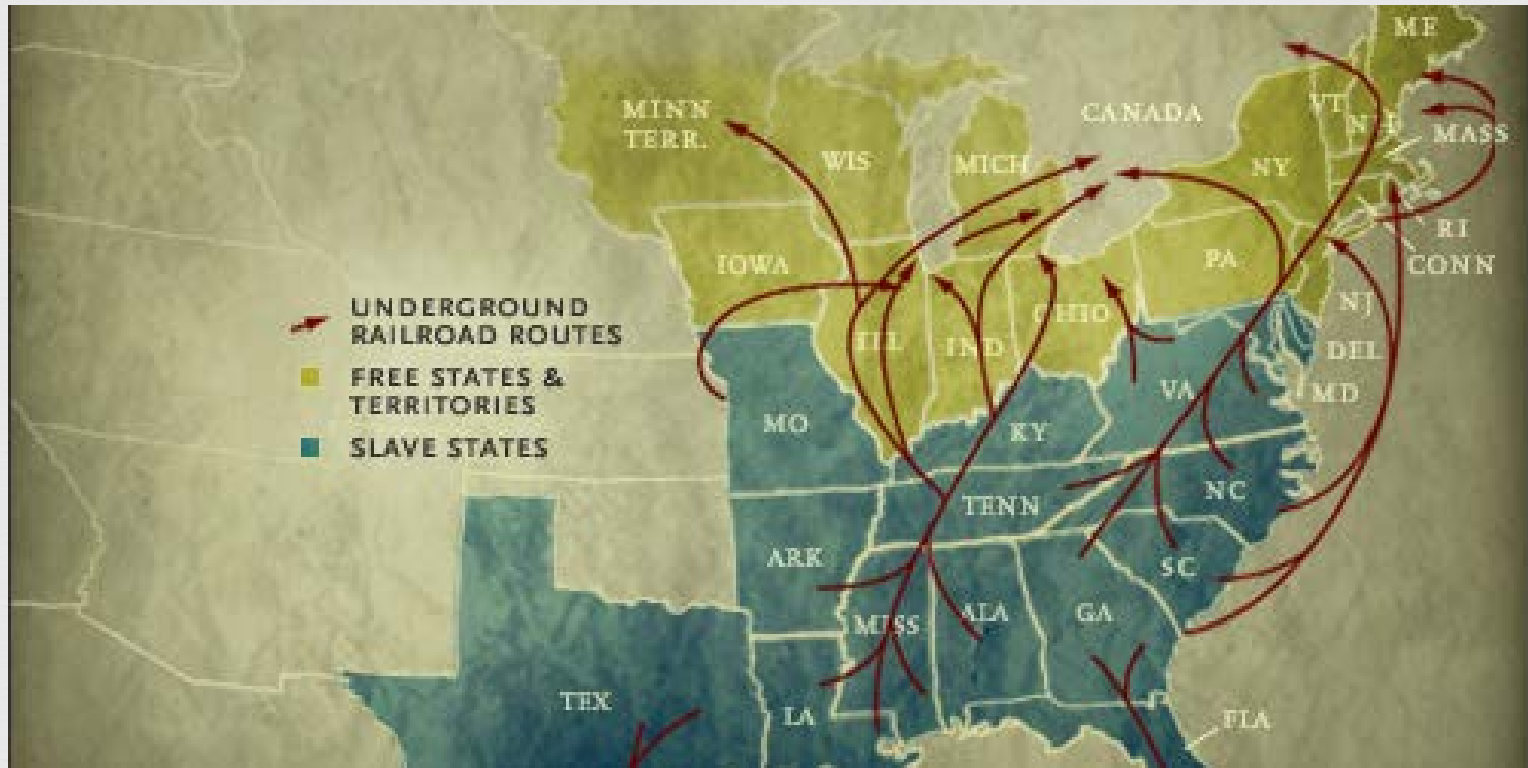 ME
MINN
TERR.
CANADA
VT
N H
MASS
WIS
MICH
NY
RI
CONN
IOWA
PA
UNDERGROUND
RAILROAD ROUTES
NJ
OHIO
ILL
IND
DEL
FREE STATES &
TERRITORIES
VA
MD
MO
KY
SLAVE STATES
NC
TENN
ARK
SC
MISS
ALA
GA
TEX
LA
FLA